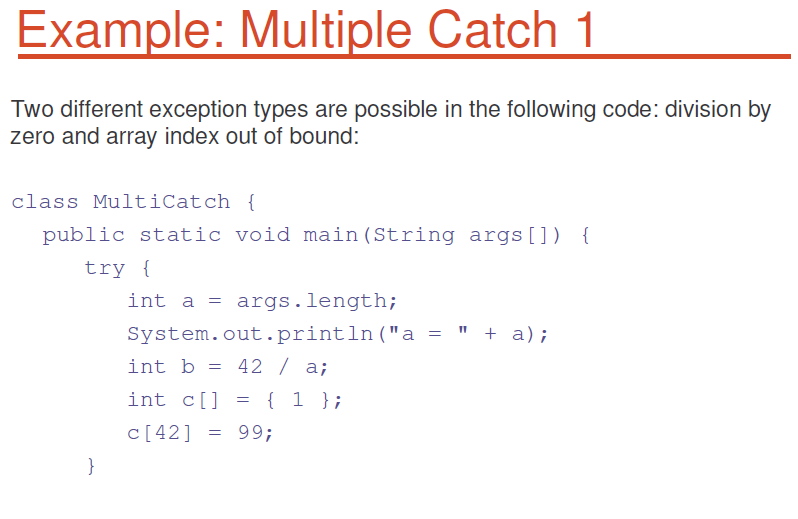 Example: Multiple Catch 1
Two different exception types are possible in the following code: division by
zero and array index out of bound:
class MultiCatch {
public static void main(String args[]) {
try {
int a = args.length;
System.out.println("a = " + a);
int b = 42 / a;
int c[] = { 1 };
c[42] = 99;
}